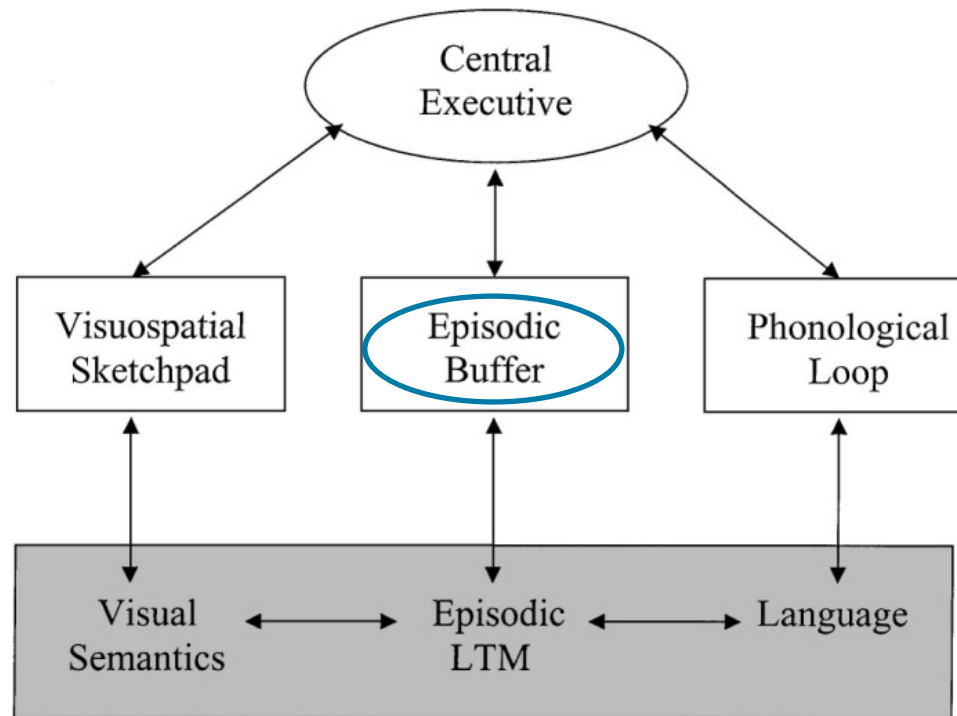 Central
Executive
Visuospatial
Sketchpad
Episodic
Buffer
Phonological
Loop
Visual
Semantics
Episodic
LTM
Language